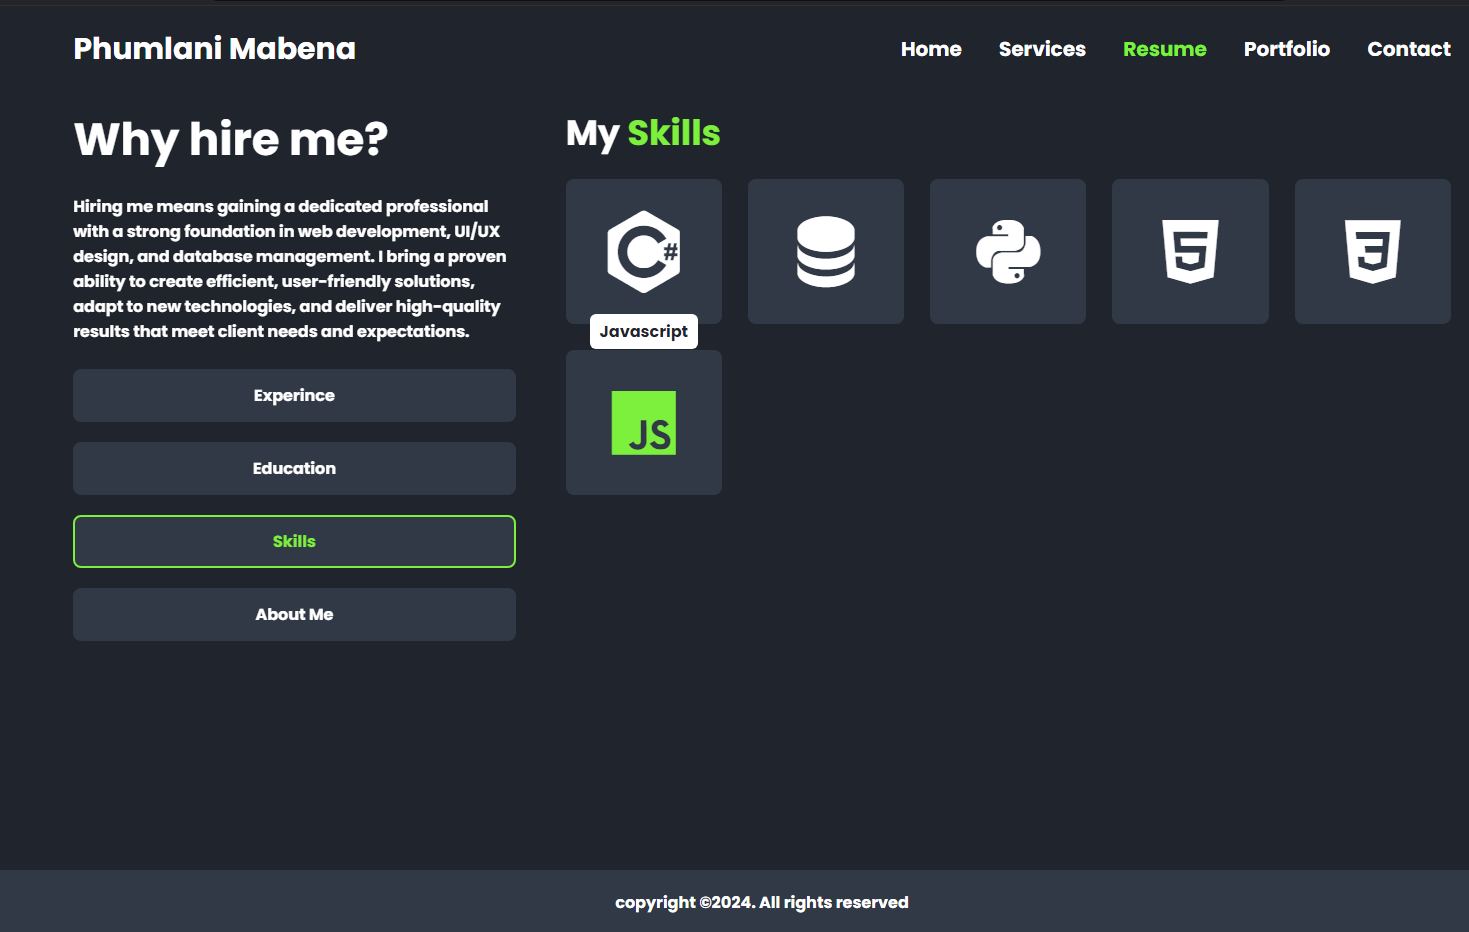 Phumlani Mabena
Home Services Resume Portfolio Contact
Why hire me?
Hiring me means gaining a dedicated professional
with a strong foundation in web development, UI/UX
design, and database management. I bring a proven
ability to create efficient, user-friendly solutions,
adapt to new technologies, and deliver high-quality
results that meet client needs and expectations.
Experince
Education
Skills
About Me
My Skills
C#
5
3
Javascript
JS
copyright ©2024. All rights reserved